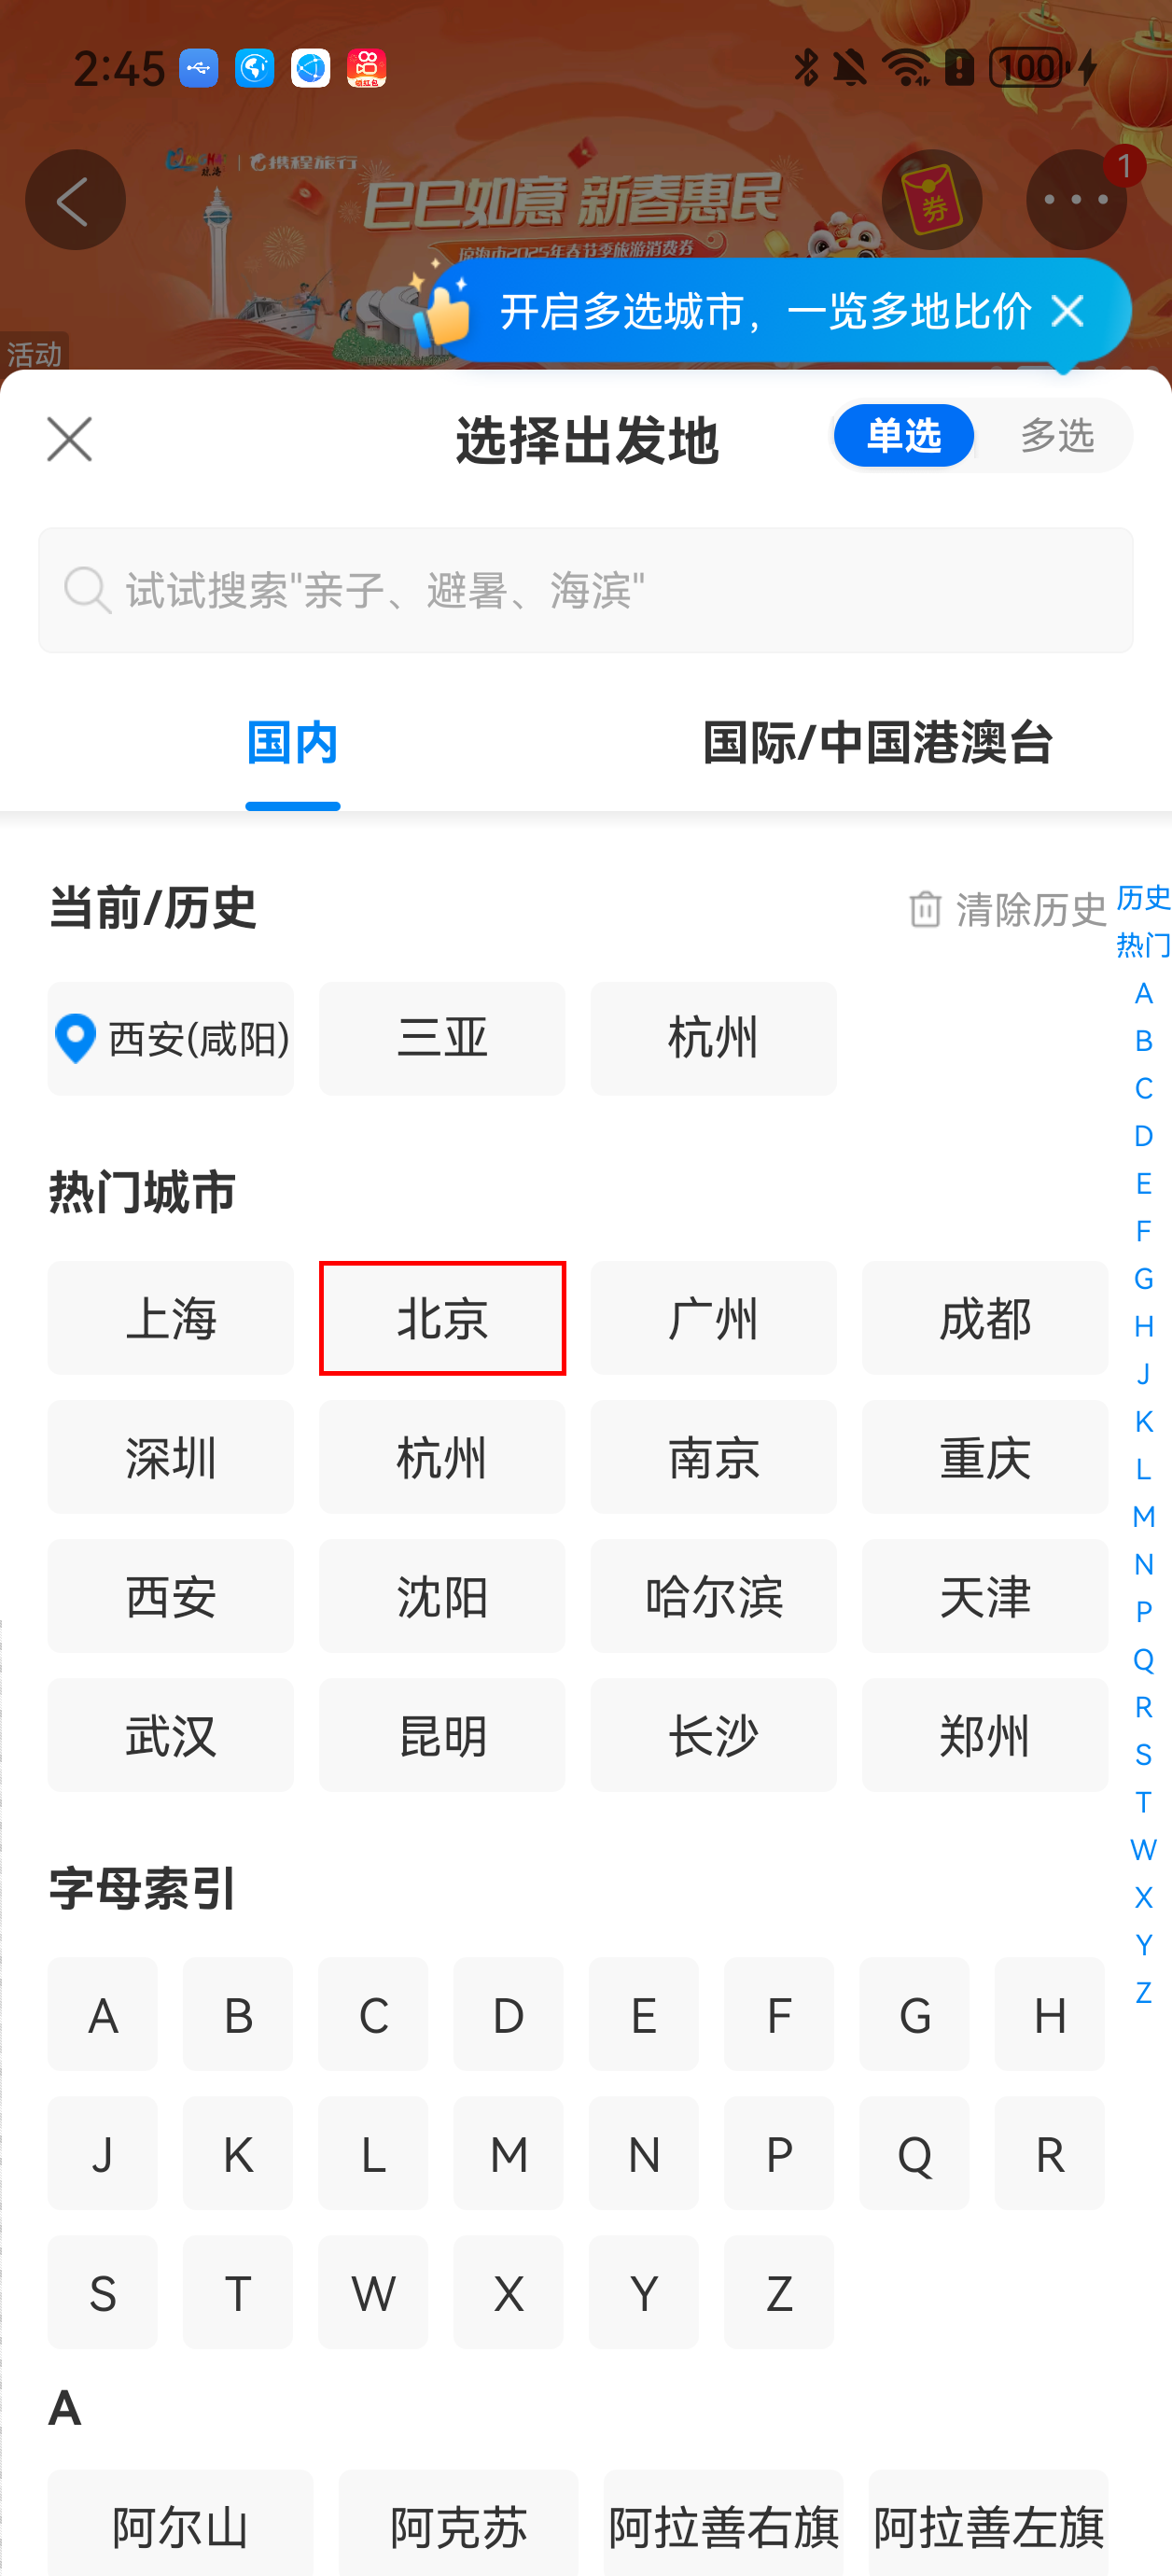 2:45
100
携程旅行
巳巳如意 新春惠民
琼海市2025年春节季旅游消费券
券
1
开启多选城市，一览多地比价
活动
选择出发地
单选 多选
试试搜索"亲子、避暑、海滨"
国内 国际/中国港澳台
当前/历史 清除历史
西安(咸阳) 三亚 杭州
热门城市
上海 北京 广州 成都
深圳 杭州 南京 重庆
西安 沈阳 哈尔滨 天津
武汉 昆明 长沙 郑州
字母索引
A B C D E F G H
J K L M N P Q R
S T W X Y Z
A
阿尔山 阿克苏 阿拉善右旗 阿拉善左旗
历史
热门
A
B
C
D
E
F
G
H
J
K
L
M
N
P
Q
R
S
T
W
X
Y
Z